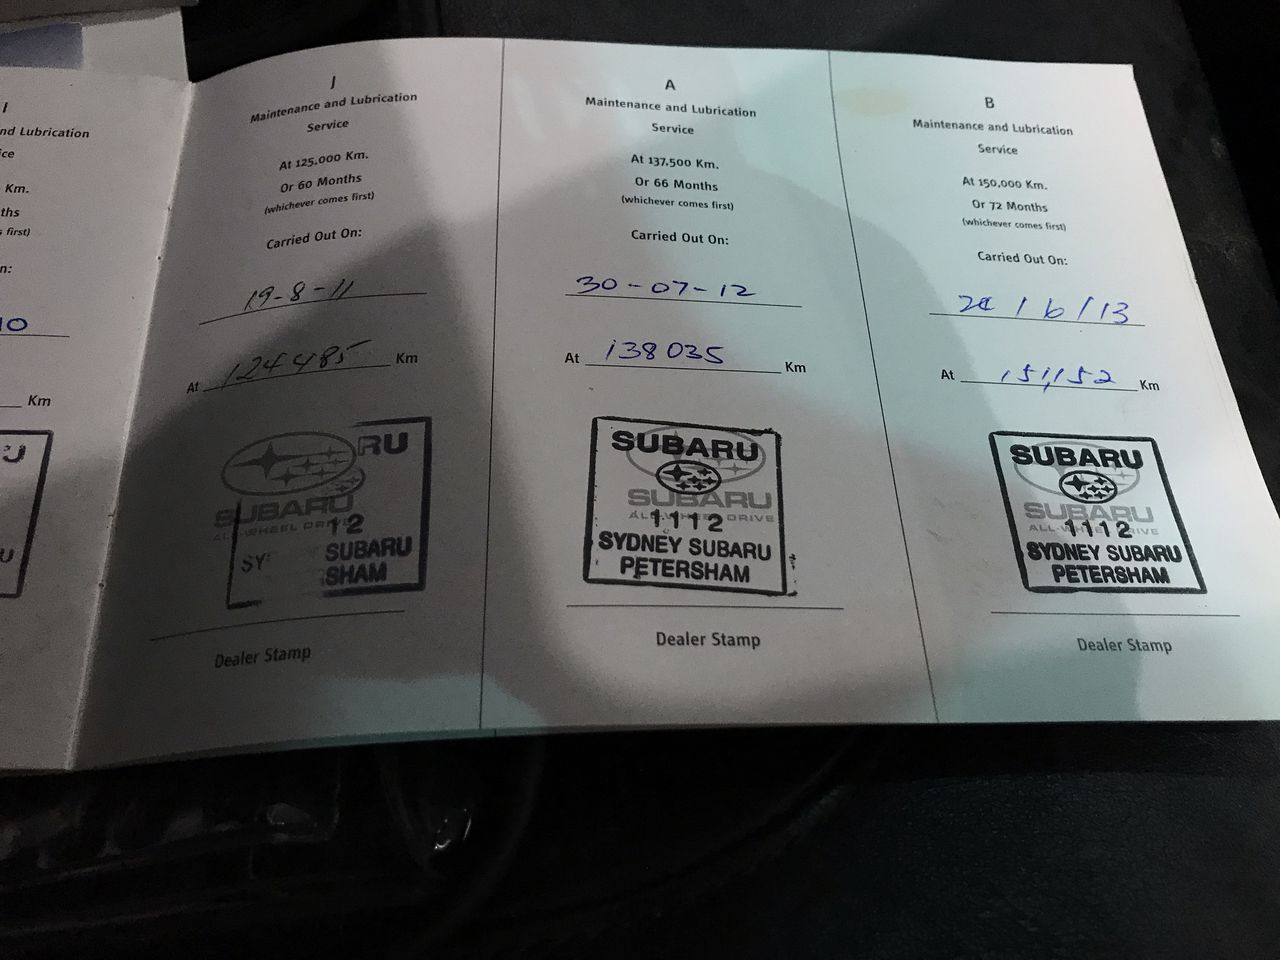 I
nd Lubrication
ice
Km.
ths
s first)
n:
10
Km
U
U
J
Maintenance and Lubrication
Service
At 125,000 Km.
Or 60 Months
(whichever comes first)
Carried Out On:
19-8-11
At 124485 Km
RU
SUBARU
ALL-WHEEL DRIVE
12
SY SUBARU
SHAM
Dealer Stamp
A
Maintenance and Lubrication
Service
At 137,500 Km.
Or 66 Months
(whichever comes first)
Carried Out On:
30-07-12
At 138035 Km
SUBARU
SUBARU
ALL-WHEEL DRIVE
1112
SYDNEY SUBARU
PETERSHAM
Dealer Stamp
B
Maintenance and Lubrication
Service
At 150,000 Km.
Or 72 Months
(whichever comes first)
Carried Out On:
/6/13
At 151,152 Km
SUBARU
SUBARU
ALL-WHEEL DRIVE
1112
SYDNEY SUBARU
PETERSHAM
Dealer Stamp